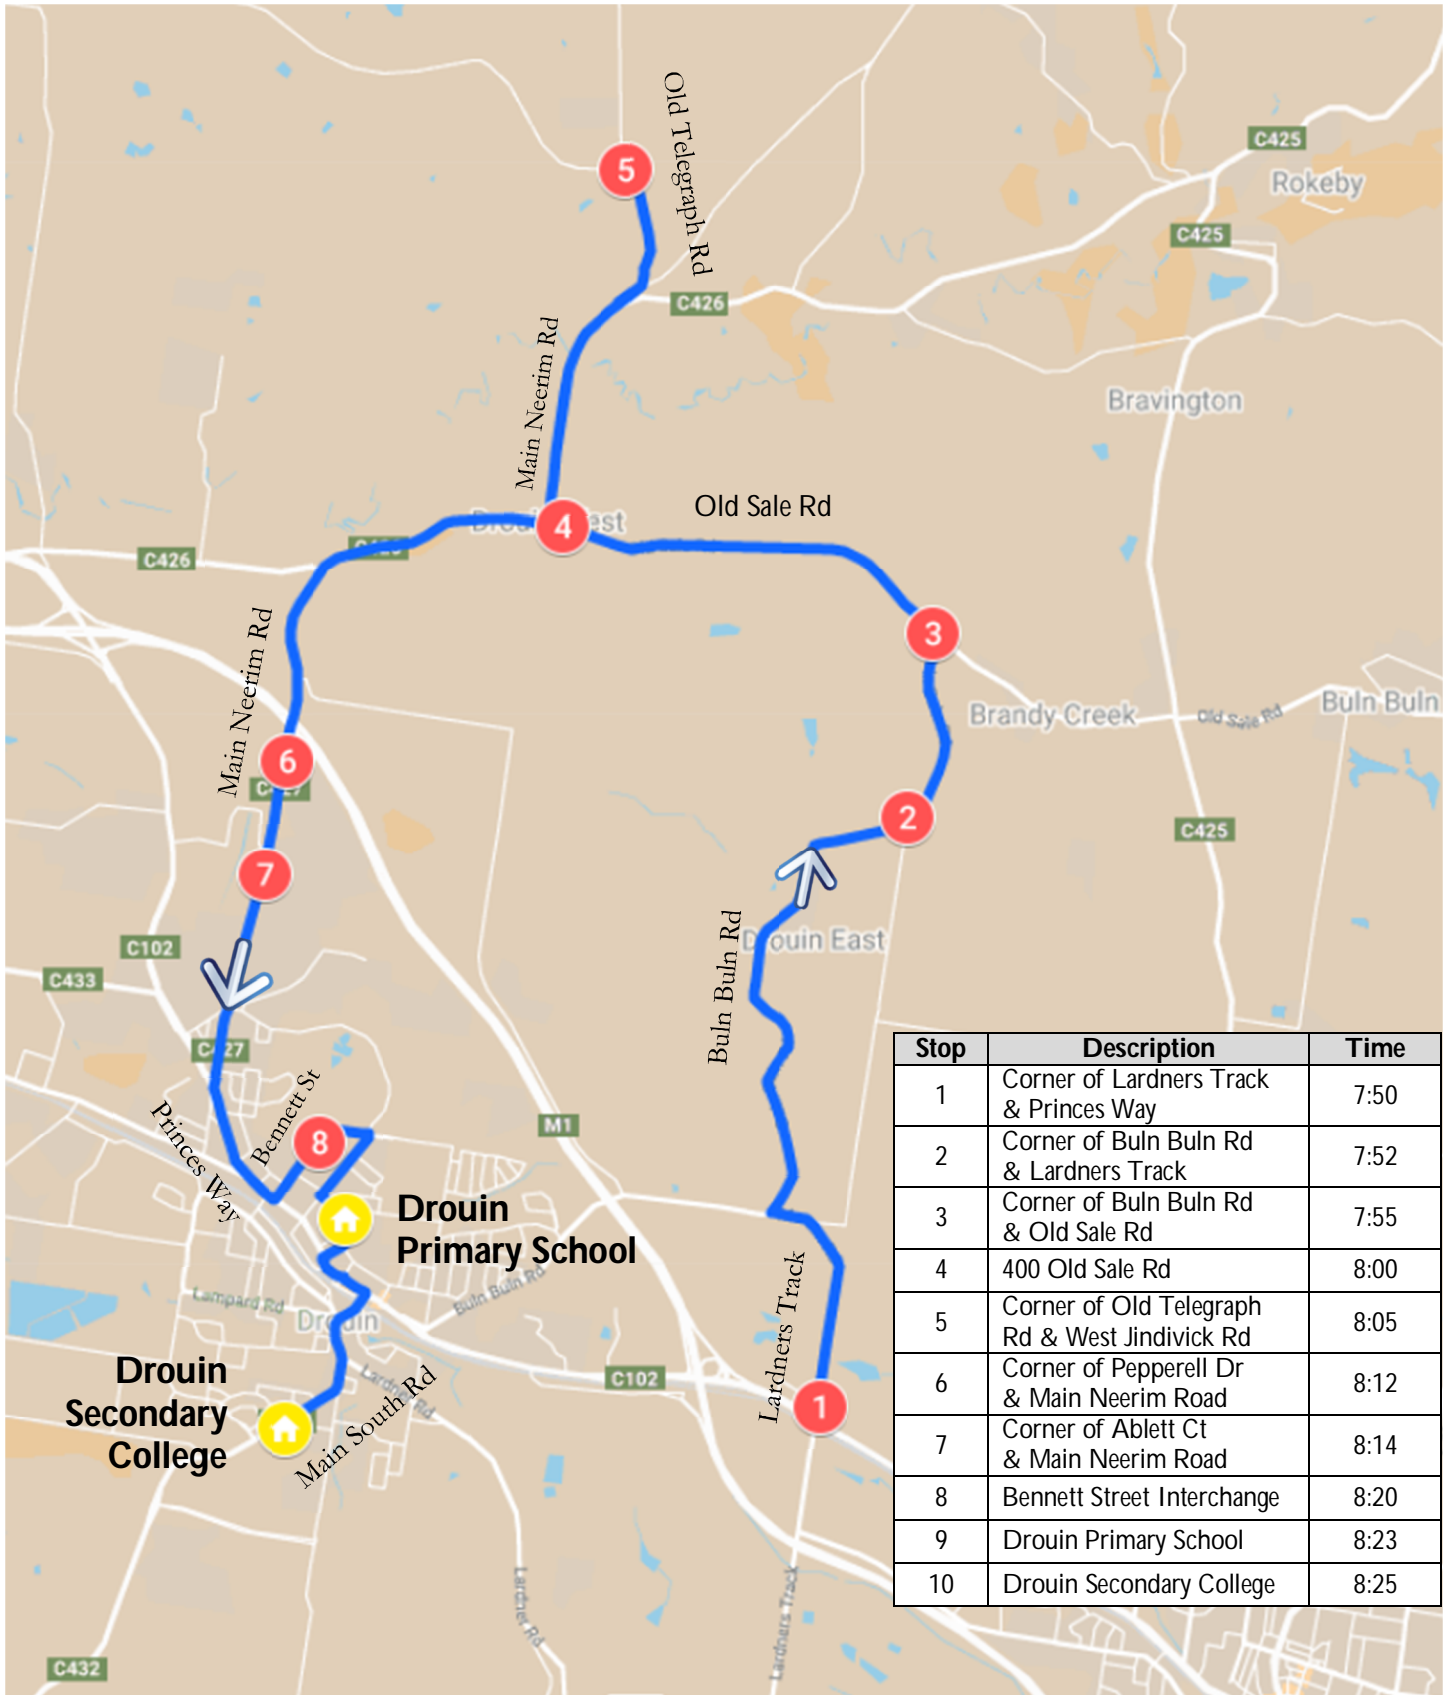 Old Telegraph Rd
5
C425
Rokeby
C425
C426
Main Neerim Rd
Bravington
Old Sale Rd
4
C426
3
Main Neerim Rd
Brandy Creek
Old Sale Rd
Buln Buln
6
2
C425
7
Buln Buln Rd
Drouin East
C102
C433
Bennett St
Princes Way
8
M1
Drouin
Primary School
Lampard Rd
Buln Buln Rd
Drouin
Lardners Track
C102
1
Drouin
Secondary
College
Main South Rd
Lardner Rd
Lardners Track
C432
Stop Description Time
1 Corner of Lardners Track & Princes Way 7:50
2 Corner of Buln Buln Rd & Lardners Track 7:52
3 Corner of Buln Buln Rd & Old Sale Rd 7:55
4 400 Old Sale Rd 8:00
5 Corner of Old Telegraph Rd & West Jindivick Rd 8:05
6 Corner of Pepperell Dr & Main Neerim Road 8:12
7 Corner of Ablett Ct & Main Neerim Road 8:14
8 Bennett Street Interchange 8:20
9 Drouin Primary School 8:23
10 Drouin Secondary College 8:25